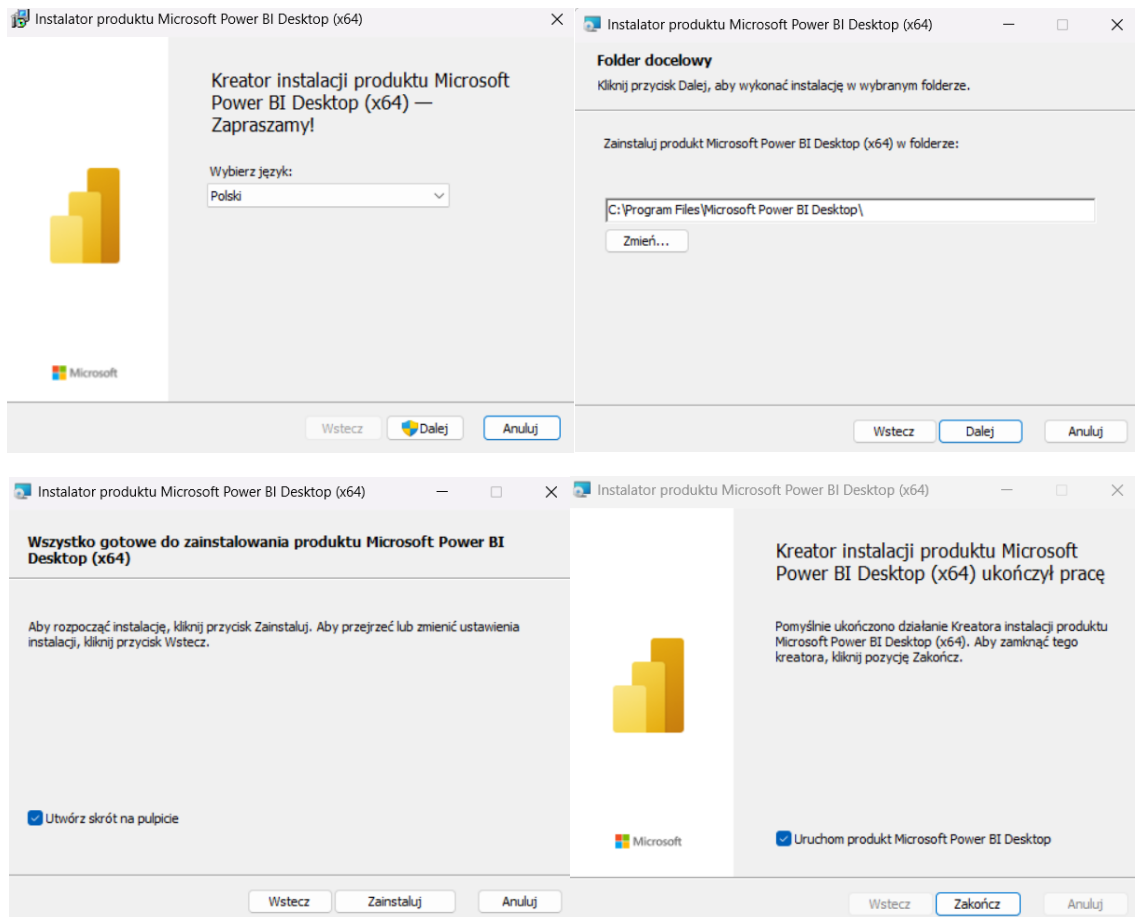 Instalator produktu Microsoft Power BI Desktop (x64)
Kreator instalacji produktu Microsoft
Power BI Desktop (x64) —
Zapraszamy!
Wybierz język:
Polski
Microsoft
Wstecz
Dalej
Anuluj
Instalator produktu Microsoft Power BI Desktop (x64)
Folder docelowy
Kliknij przycisk Dalej, aby wykonać instalację w wybranym folderze.
Zainstaluj produkt Microsoft Power BI Desktop (x64) w folderze:
C:\Program Files\Microsoft Power BI Desktop\
Zmień...
Wstecz
Dalej
Anuluj
Instalator produktu Microsoft Power BI Desktop (x64)
Wszystko gotowe do zainstalowania produktu Microsoft Power BI
Desktop (x64)
Aby rozpocząć instalację, kliknij przycisk Zainstaluj. Aby przejrzeć lub zmienić ustawienia
instalacji, kliknij przycisk Wstecz.
Utwórz skrót na pulpicie
Wstecz
Zainstaluj
Anuluj
Instalator produktu Microsoft Power BI Desktop (x64)
Kreator instalacji produktu Microsoft
Power BI Desktop (x64) ukończył pracę
Pomyślnie ukończono działanie Kreatora instalacji produktu
Microsoft Power BI Desktop (x64). Aby zamknąć tego
kreatora, kliknij pozycję Zakończ.
Microsoft
Uruchom produkt Microsoft Power BI Desktop
Wstecz
Zakończ
Anuluj